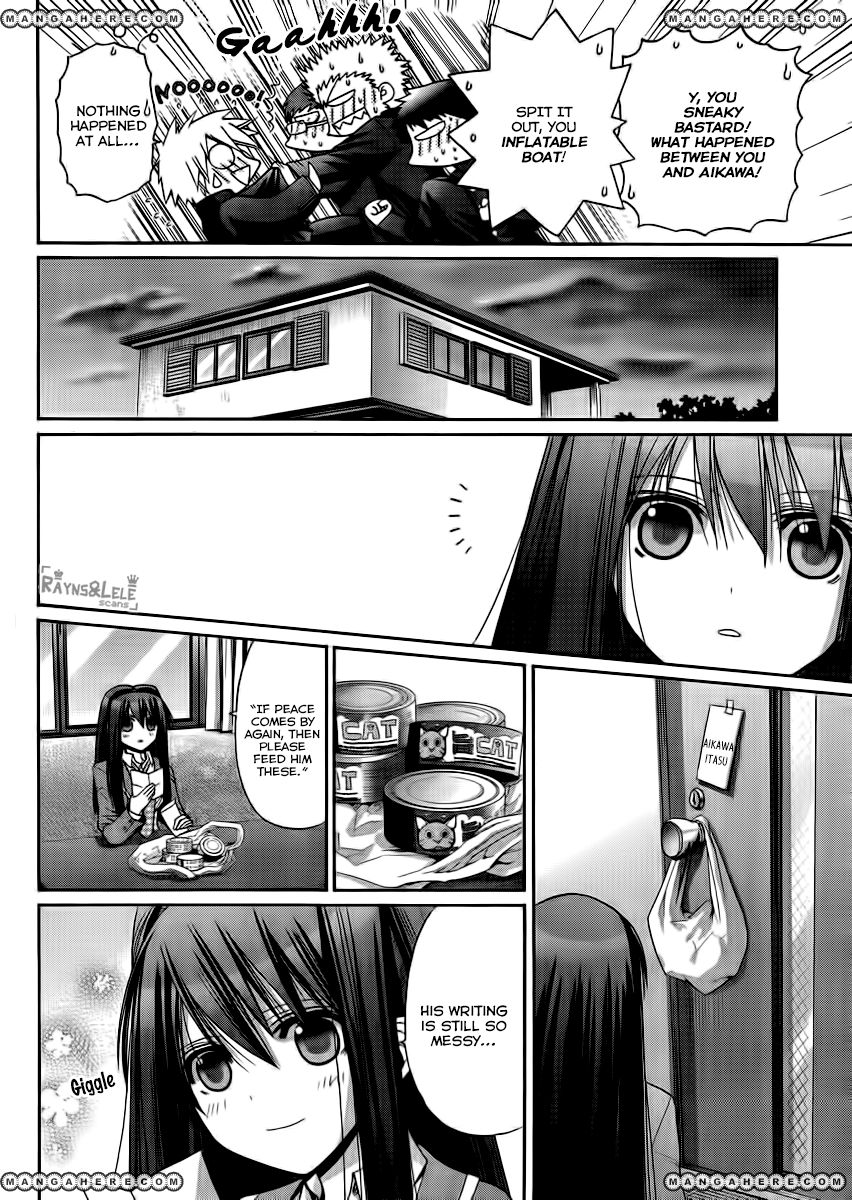 MANGAHERE.COM
MANGAHERE.COM
Y, YOU
SNEAKY
BASTARD!
WHAT HAPPENED
BETWEEN YOU
AND AIKAWA!
SPIT IT
OUT, YOU
INFLATABLE
BOAT!
Gaahhh!
NOOOOOO!
NOTHING
HAPPENED
AT ALL...
RAYNS&LELE
scans
AIKAWA
ITASU
CAT
CAT
"IF PEACE
COMES BY
AGAIN, THEN
PLEASE
FEED HIM
THESE."
HIS WRITING
IS STILL SO
MESSY...
Giggle
MANGAHERE.COM
MANGAHERE.COM